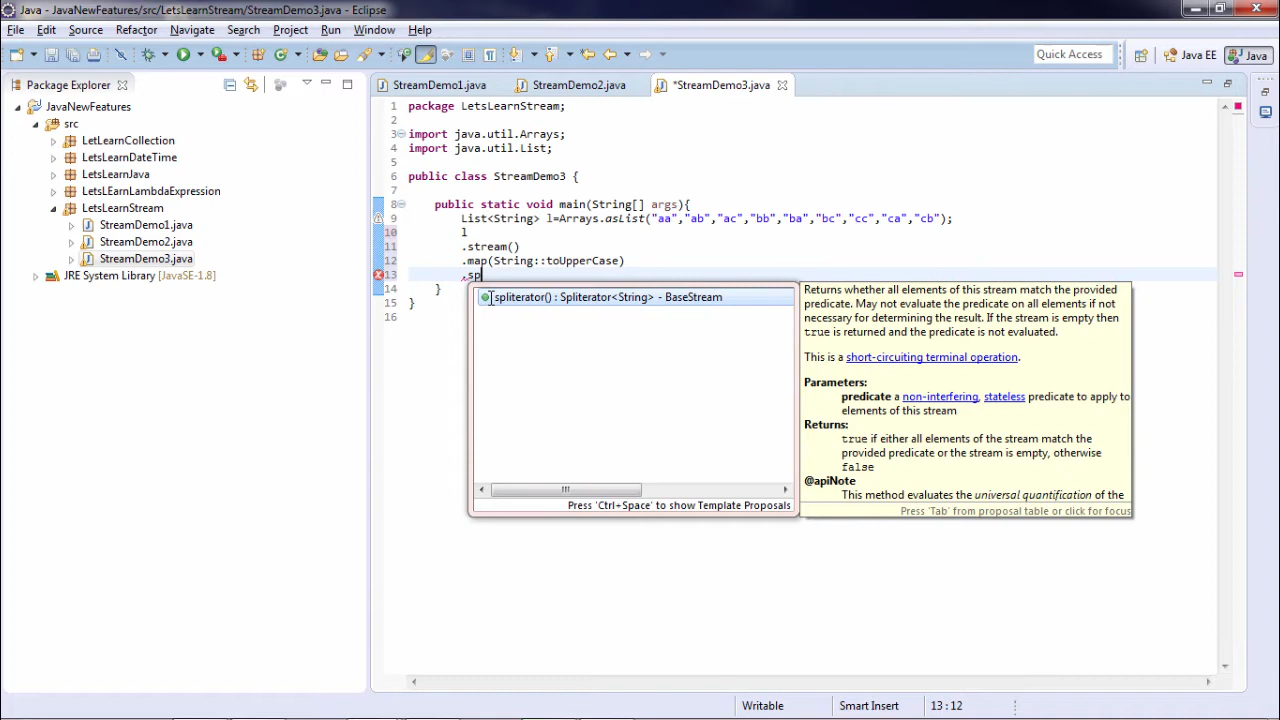 Java - JavaNewFeatures/src/LetsLearnStream/StreamDemo3.java - Eclipse
File Edit Source Refactor Navigate Search Project Run Window Help
Quick Access
Java EE
Java
Package Explorer
JavaNewFeatures
src
LetLearnCollection
LetsLearnDateTime
LetsLearnJava
LetsLEarnLambdaExpression
LetsLearnStream
StreamDemo1.java
StreamDemo2.java
StreamDemo3.java
JRE System Library [JavaSE-1.8]
StreamDemo1.java StreamDemo2.java *StreamDemo3.java
1 package LetsLearnStream;
2
3 import java.util.Arrays;
4 import java.util.List;
5
6 public class StreamDemo3 {
7
8 public static void main(String[] args){
9 List<String> l=Arrays.asList("aa","ab","ac","bb","ba","bc","cc","ca","cb");
10 l
11 .stream()
12 .map(String::toUpperCase)
13 .sp
14 }
15 }
16
spliterator() : Spliterator<String> - BaseStream
Press 'Ctrl+Space' to show Template Proposals
Returns whether all elements of this stream match the provided
predicate. May not evaluate the predicate on all elements if not
necessary for determining the result. If the stream is empty then
true is returned and the predicate is not evaluated.
This is a short-circuiting terminal operation.
Parameters:
predicate a non-interfering, stateless predicate to apply to
elements of this stream
Returns:
true if either all elements of the stream match the
provided predicate or the stream is empty, otherwise
false
@apiNote
This method evaluates the universal quantification of the
Press 'Tab' from proposal table or click for focus
Writable
Smart Insert
13 : 12